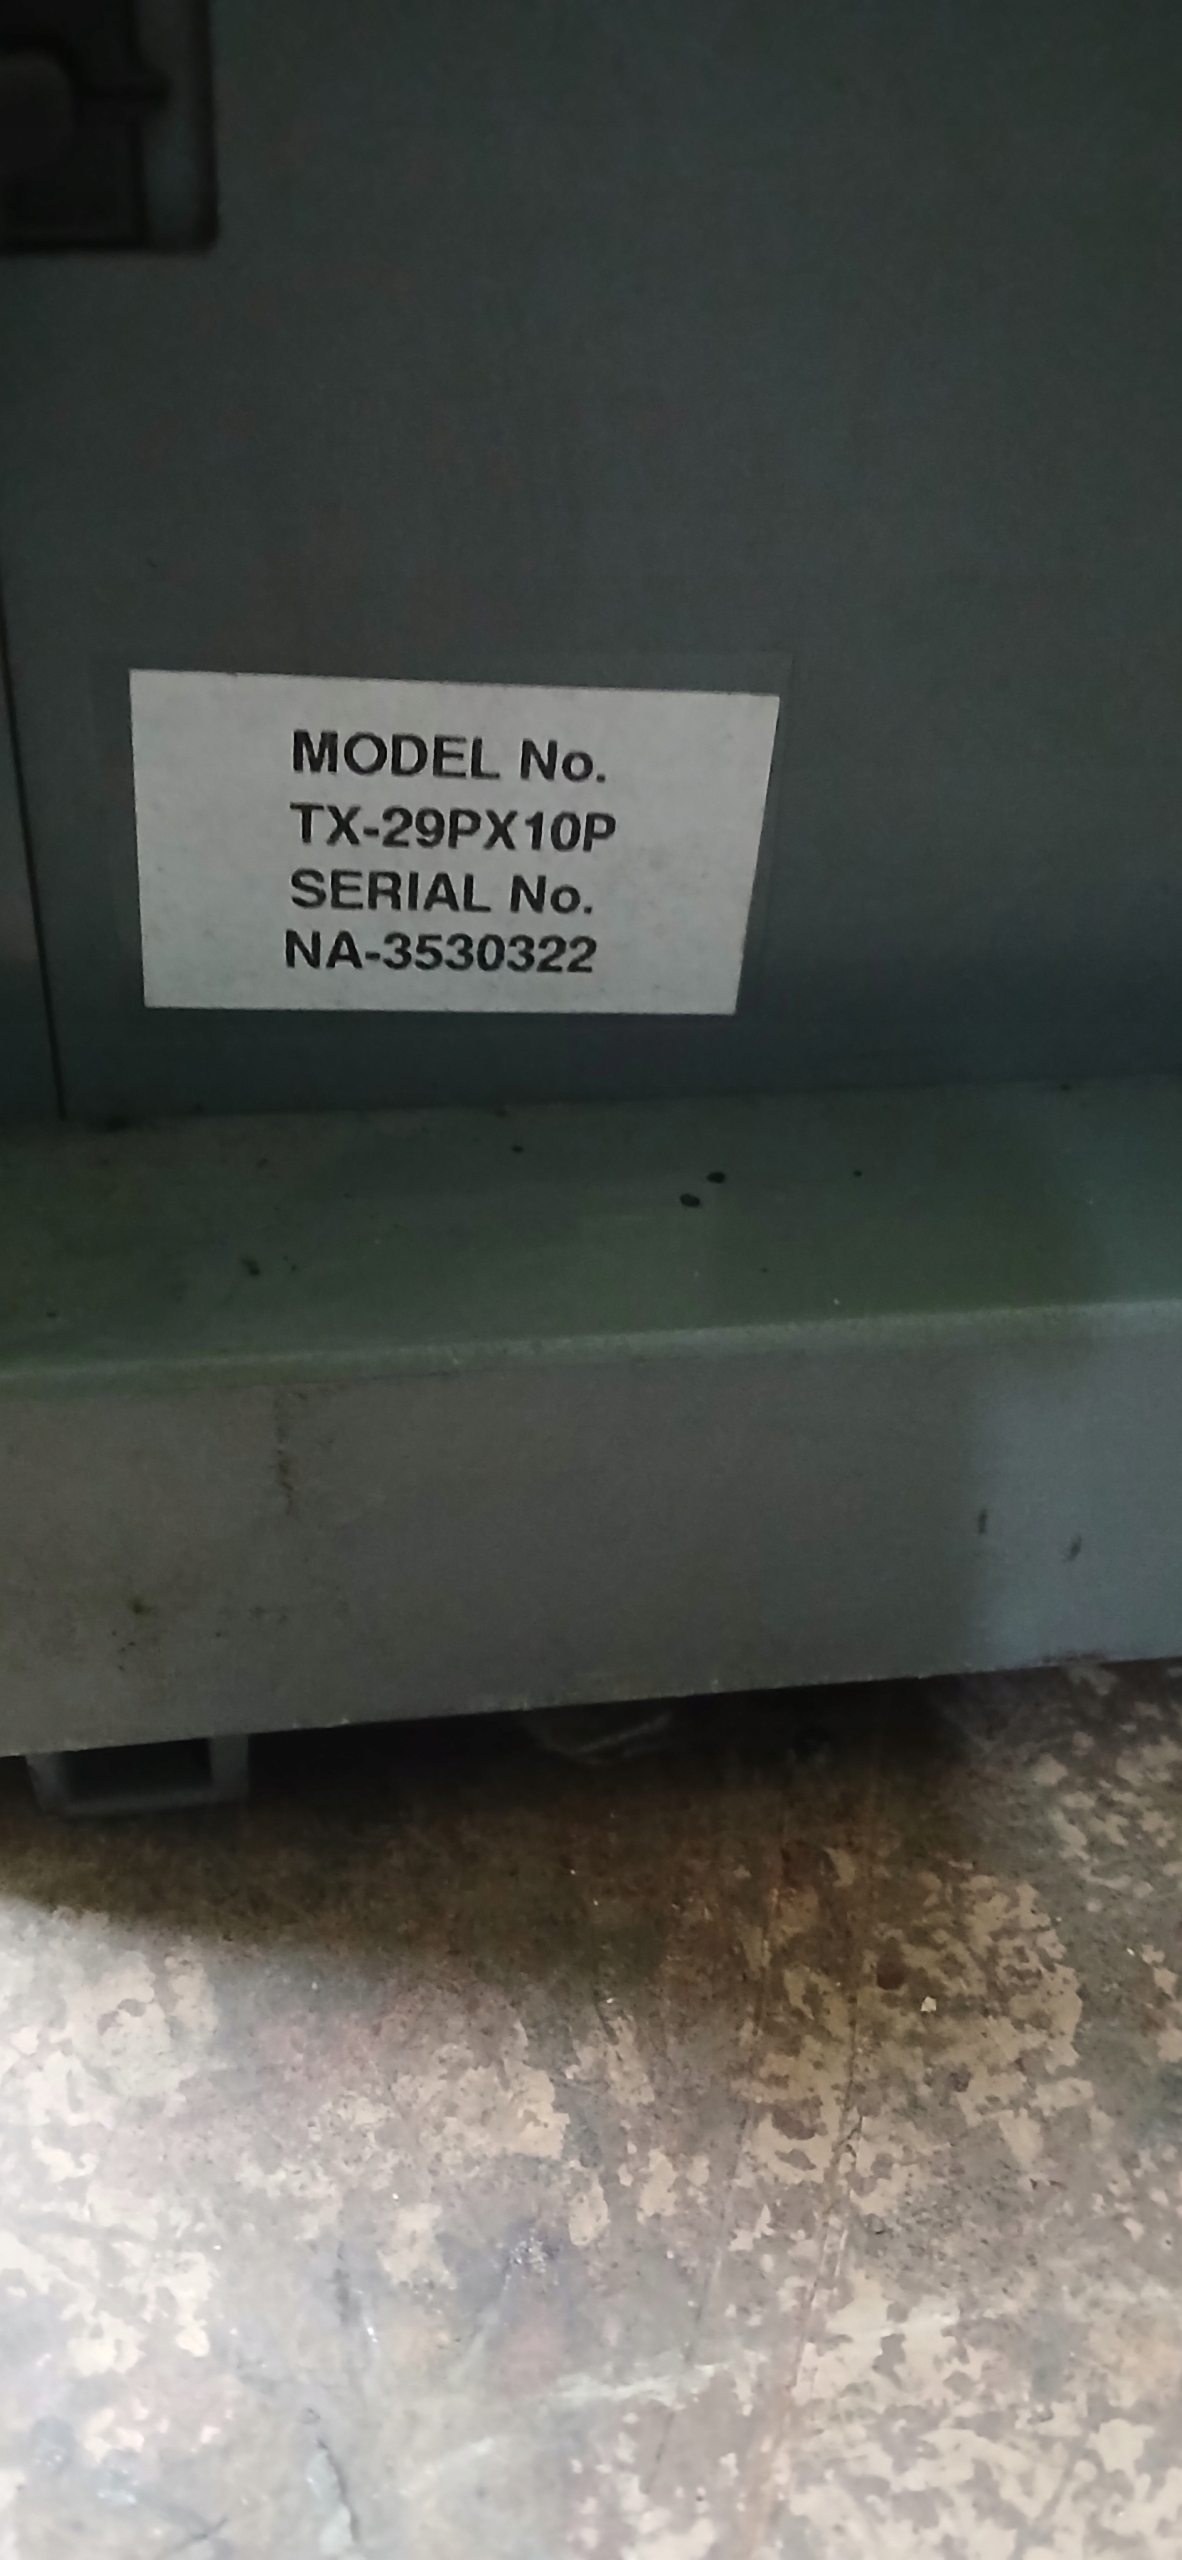 MODEL No.
TX-29PX10P
SERIAL No.
NA-3530322